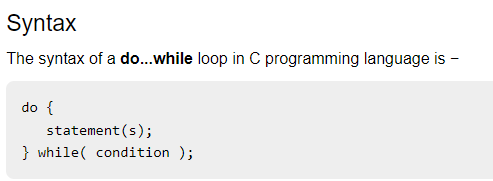 Syntax
The syntax of a do...while loop in C programming language is −
do {
   statement(s);
} while( condition );